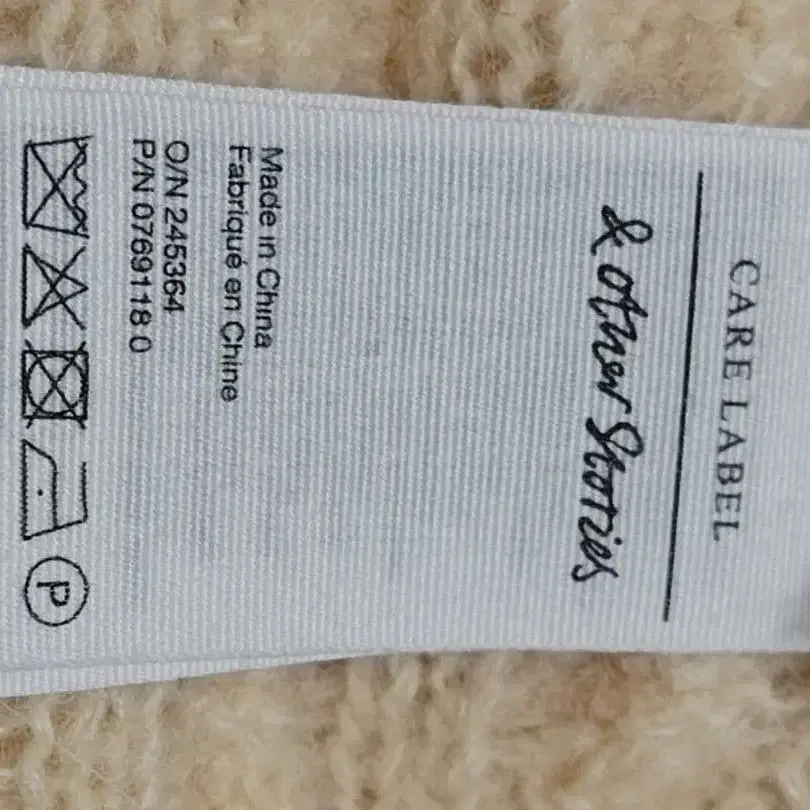 CARE LABEL
& other Stories
Made in China
Fabriqué en Chine
O/N 245364
P/N 0769118 0
P